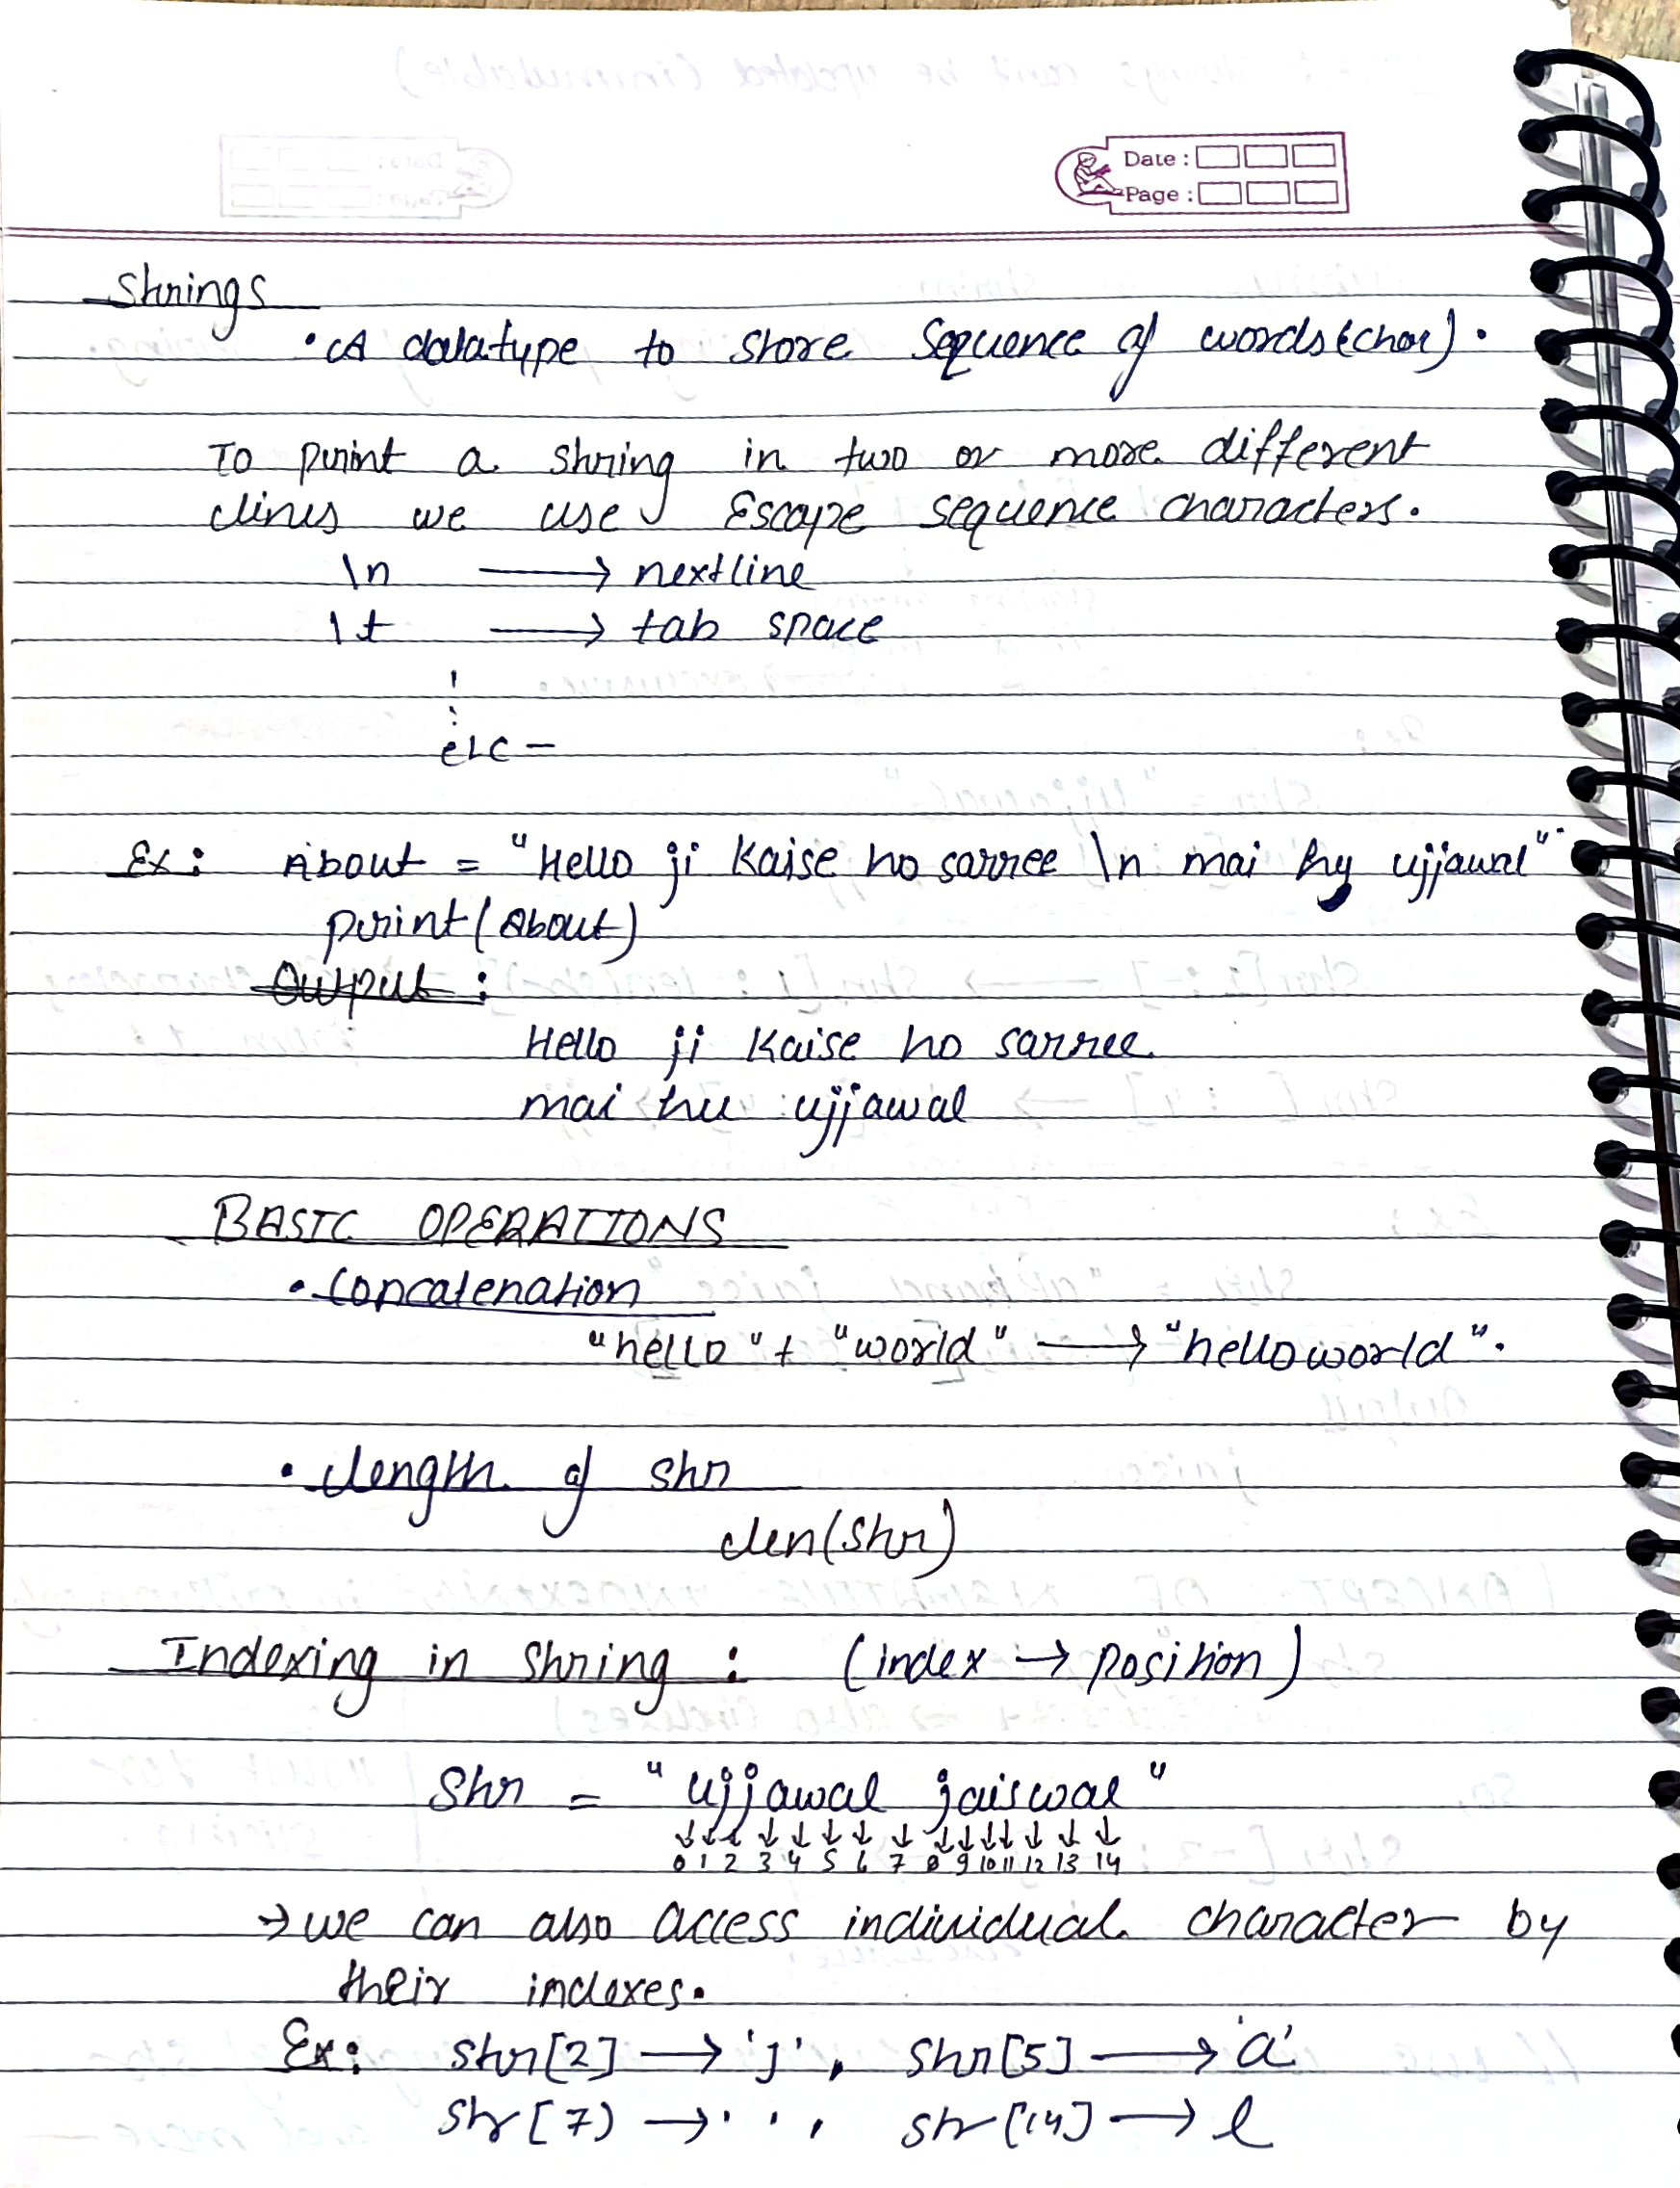 Date :
Page :
Strings
• A datatype to store sequence of words(char).
To print a string in two or more different
lines we use Escape sequence characters.
\n → nextline
\t → tab space
etc -
Ex: About = "Hello ji Kaise ho sarree \n mai hu ujjawal"
print(About)
Output :
Hello ji Kaise ho sarree
mai hu ujjawal
BASIC OPERATIONS
• Concatenation
"hello" + "world" → "helloworld".
• length of str
len(str)
Indexing in string : (index → position)
Str = "ujjawal jaiswal"
↓ ↓ ↓ ↓ ↓ ↓ ↓ ↓ ↓ ↓ ↓ ↓ ↓ ↓ ↓
0 1 2 3 4 5 6 7 8 9 10 11 12 13 14
→ we can also access individual character by
their indexes.
Ex: str[2] → 'j', str[5] → 'a'
str[7) → ' ', str[14] → l